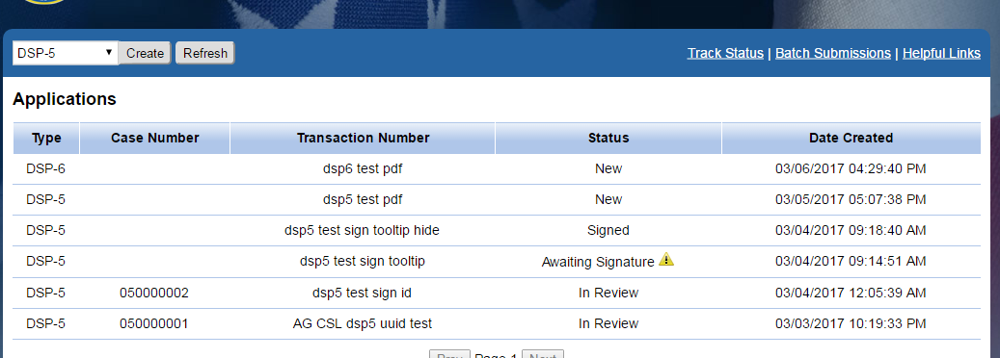 DSP-5 Create Refresh Track Status | Batch Submissions | Helpful Links
Applications
Type Case Number Transaction Number Status Date Created
DSP-6 dsp6 test pdf New 03/06/2017 04:29:40 PM
DSP-5 dsp5 test pdf New 03/05/2017 05:07:38 PM
DSP-5 dsp5 test sign tooltip hide Signed 03/04/2017 09:18:40 AM
DSP-5 dsp5 test sign tooltip Awaiting Signature 03/04/2017 09:14:51 AM
DSP-5 050000002 dsp5 test sign id In Review 03/04/2017 12:05:39 AM
DSP-5 050000001 AG CSL dsp5 uuid test In Review 03/03/2017 10:19:33 PM
Prev Page 1 Next